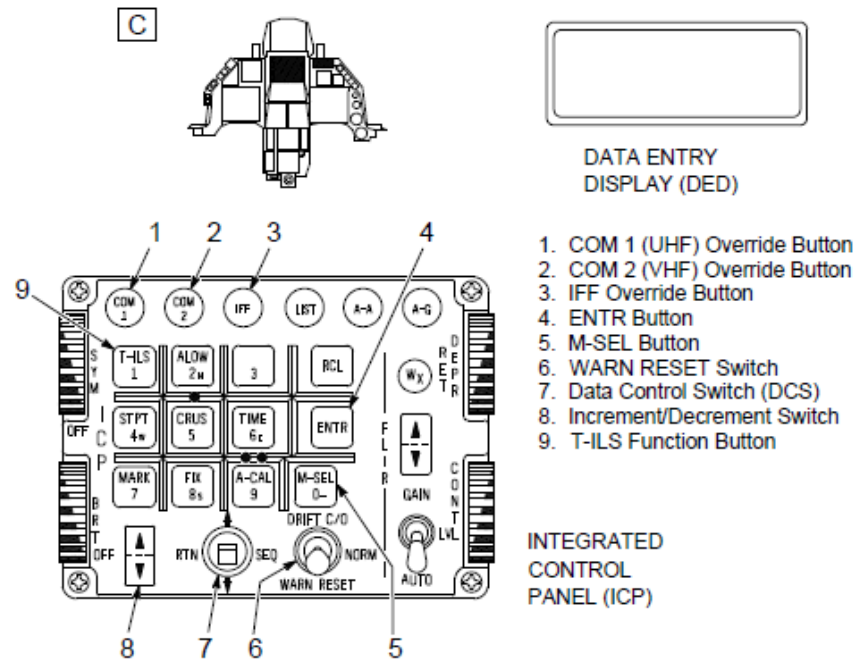 C
DATA ENTRY
DISPLAY (DED)
1
2
3
4
9
1. COM 1 (UHF) Override Button
2. COM 2 (VHF) Override Button
3. IFF Override Button
4. ENTR Button
5. M-SEL Button
6. WARN RESET Switch
7. Data Control Switch (DCS)
8. Increment/Decrement Switch
9. T-ILS Function Button
COM 1
COM 2
IFF
LIST
A-A
A-G
SYM
T-ILS 1
ALOW 2N
3
RCL
WX
RET
DEPR
OFF
ICP
STPT 4W
CRUS 5
TIME 6E
ENTR
FLIR
MARK 7
FIX 8S
A-CAL 9
M-SEL 0-
GAIN
CONT
BRT
OFF
RTN
SEQ
DRIFT C/O
NORM
WARN RESET
LVL
AUTO
INTEGRATED
CONTROL
PANEL (ICP)
8
7
6
5